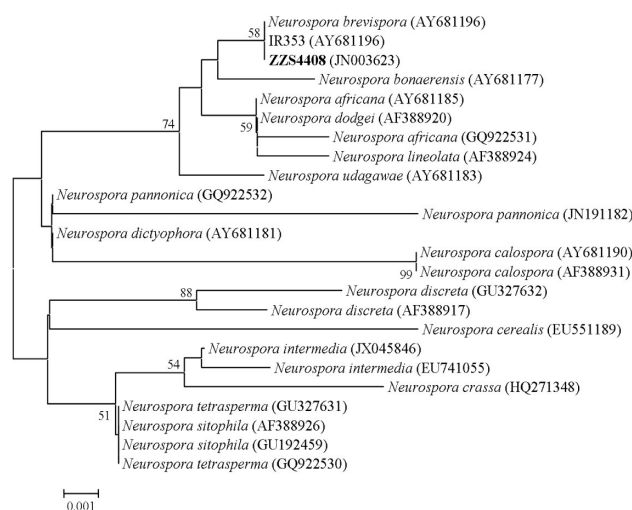 Neurospora brevispora (AY681196)
58
IR353 (AY681196)
ZZS4408 (JN003623)
Neurospora bonaerensis (AY681177)
Neurospora africana (AY681185)
Neurospora dodgei (AF388920)
74
59
Neurospora africana (GQ922531)
Neurospora lineolata (AF388924)
Neurospora udagawae (AY681183)
Neurospora pannonica (GQ922532)
Neurospora pannonica (JN191182)
Neurospora dictyophora (AY681181)
Neurospora calospora (AY681190)
99
Neurospora calospora (AF388931)
88
Neurospora discreta (GU327632)
Neurospora discreta (AF388917)
Neurospora cerealis (EU551189)
Neurospora intermedia (JX045846)
54
Neurospora intermedia (EU741055)
Neurospora crassa (HQ271348)
Neurospora tetrasperma (GU327631)
51
Neurospora sitophila (AF388926)
Neurospora sitophila (GU192459)
Neurospora tetrasperma (GQ922530)
0.001